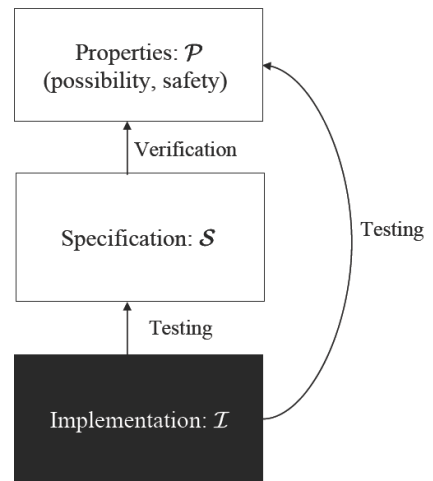 Properties: 𝒫
(possibility, safety)
Verification
Specification: 𝒮
Testing
Testing
Implementation: ℐ